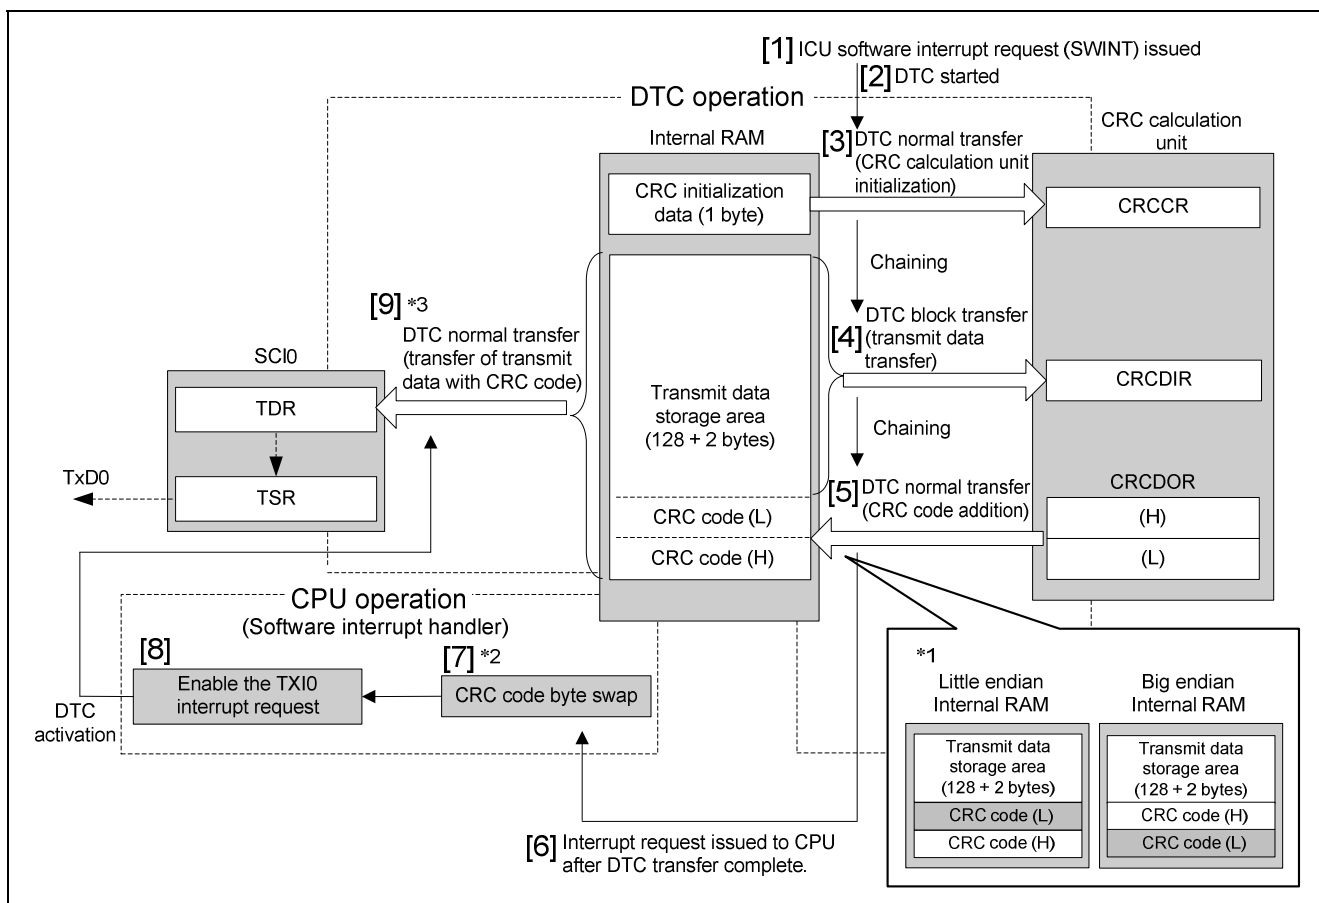 [1] ICU software interrupt request (SWINT) issued
[2] DTC started
DTC operation
Internal RAM
[3] DTC normal transfer
(CRC calculation unit
initialization)
CRC calculation
unit
CRC initialization
data (1 byte)
CRCCR
Chaining
[4] DTC block transfer
(transmit data
transfer)
[9] *3
DTC normal transfer
(transfer of transmit
data with CRC code)
SCI0
TDR
TSR
TxD0
Transmit data
storage area
(128 + 2 bytes)
CRCDIR
Chaining
[5] DTC normal transfer
(CRC code addition)
CRCDOR
(H)
(L)
CRC code (L)
CRC code (H)
CPU operation
(Software interrupt handler)
[8]
Enable the TXI0
interrupt request
[7] *2
CRC code byte swap
DTC
activation
[6] Interrupt request issued to CPU
after DTC transfer complete.
*1
Little endian
Internal RAM
Transmit data
storage area
(128 + 2 bytes)
CRC code (L)
CRC code (H)
Big endian
Internal RAM
Transmit data
storage area
(128 + 2 bytes)
CRC code (H)
CRC code (L)